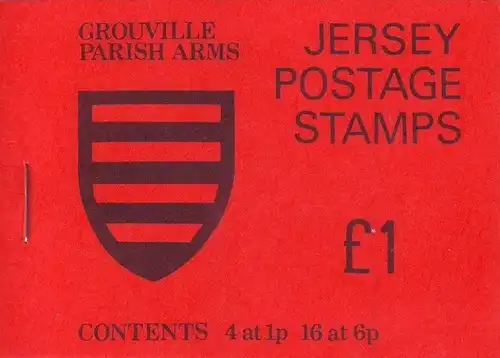 GROUVILLE
PARISH ARMS
JERSEY
POSTAGE
STAMPS
£1
CONTENTS 4 at 1p 16 at 6p